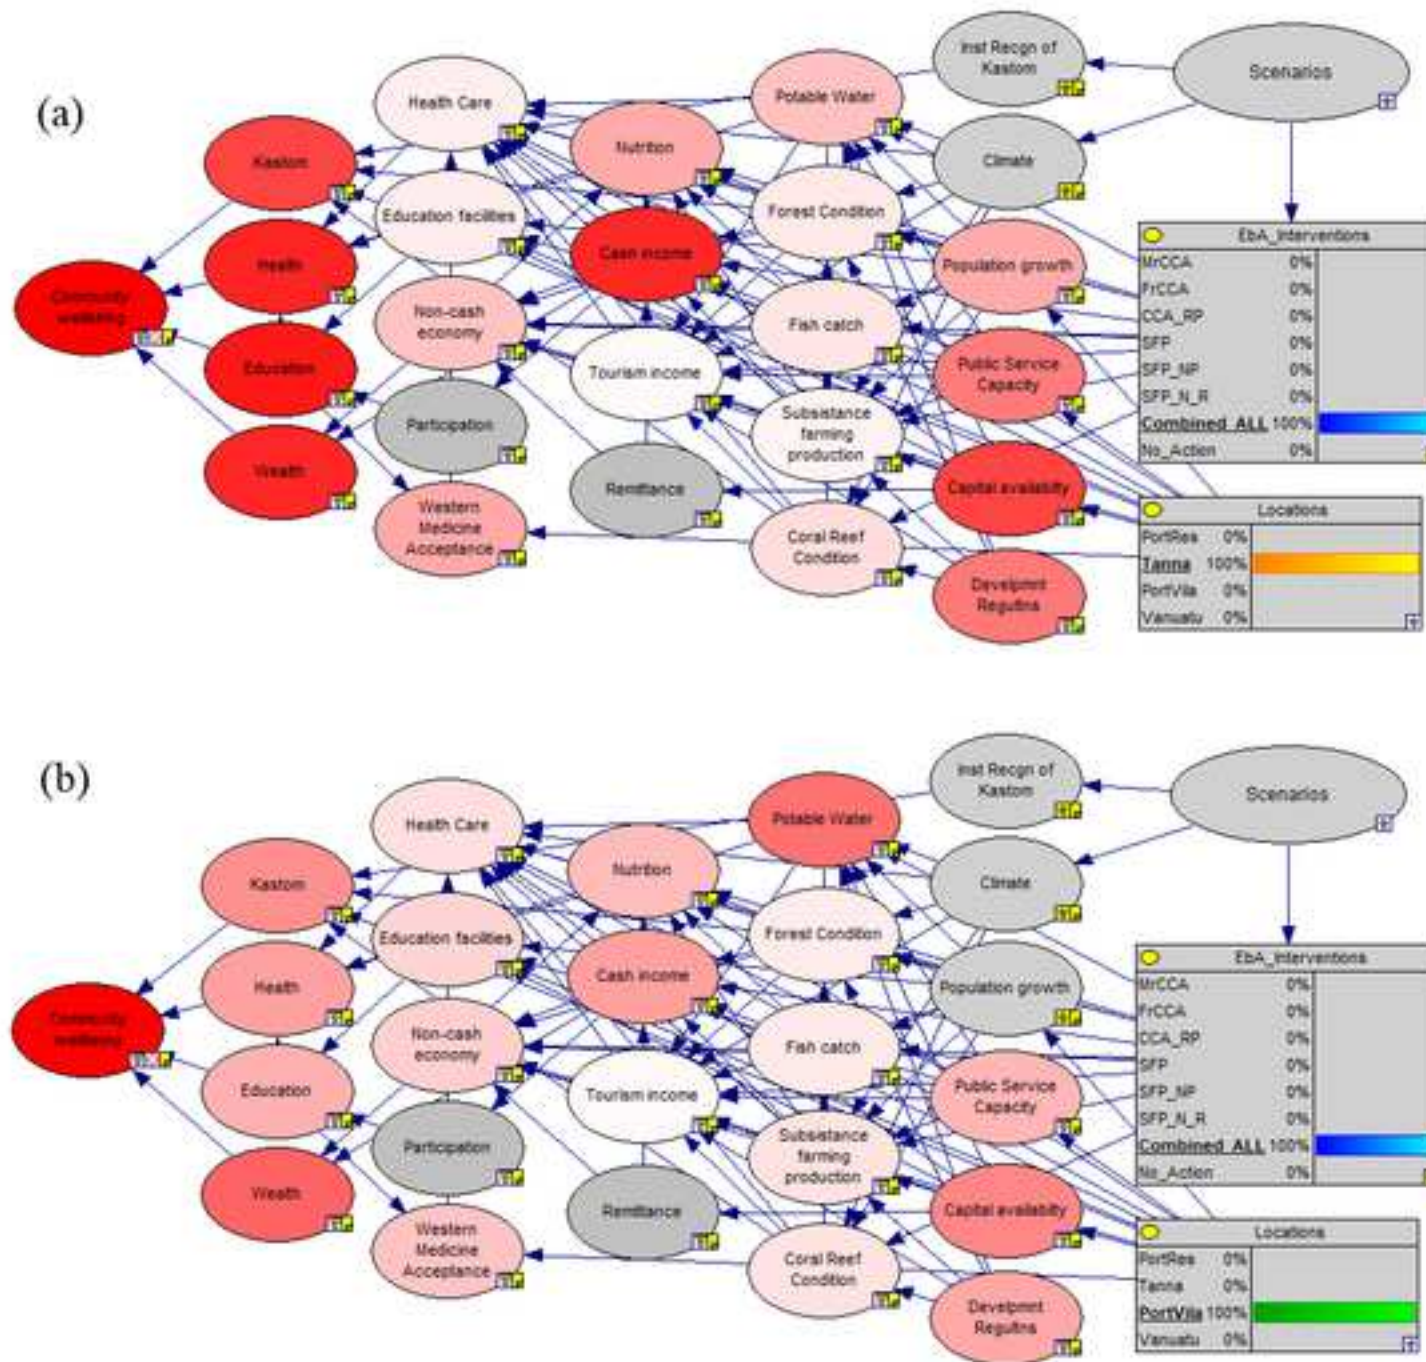 (a)
Inst Recgn of
Kastom
Scenarios
Health Care
Potable Water
Kastom
Nutrition
Climate
Education facilities
Forest Condition
EbA_Interventions
Health
Cash income
Population growth
MrCCA 0%
FrCCA 0%
Community
wellbeing
Non-cash
economy
Fish catch
CCA_RP 0%
SFP 0%
Education
Tourism income
Public Service
Capacity
SFP_NP 0%
SFP_N_R 0%
Participation
Subsistance
farming
production
Combined_ALL 100%
No_Action 0%
Wealth
Remittance
Capital availabilty
Western
Medicine
Acceptance
Coral Reef
Condition
Locations
PortRes 0%
Tanna 100%
Develpmnt
Regultns
PortVila 0%
Vanuatu 0%
(b)
Inst Recgn of
Kastom
Scenarios
Health Care
Potable Water
Kastom
Nutrition
Climate
Education facilities
Forest Condition
EbA_Interventions
Health
Cash income
Population growth
MrCCA 0%
FrCCA 0%
Community
wellbeing
Non-cash
economy
Fish catch
CCA_RP 0%
SFP 0%
Education
Tourism income
Public Service
Capacity
SFP_NP 0%
SFP_N_R 0%
Participation
Subsistance
farming
production
Combined_ALL 100%
No_Action 0%
Wealth
Remittance
Capital availabilty
Western
Medicine
Acceptance
Coral Reef
Condition
Locations
PortRes 0%
Tanna 0%
Develpmnt
Regultns
PortVila 100%
Vanuatu 0%